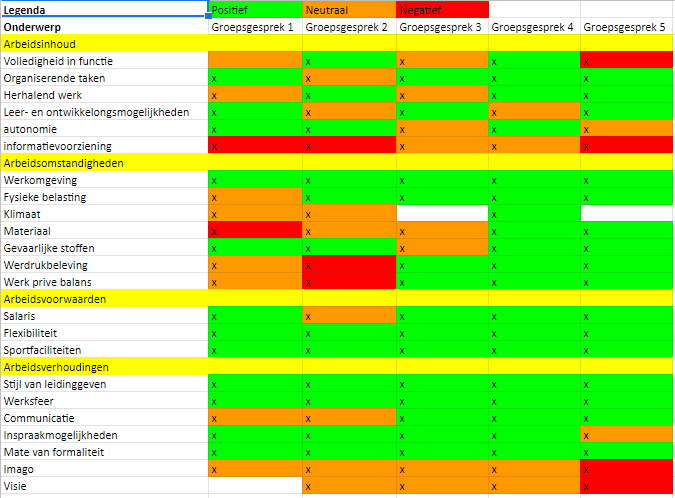 Legenda Positief Neutraal Negatief
Onderwerp Groepsgesprek 1 Groepsgesprek 2 Groepsgesprek 3 Groepsgesprek 4 Groepsgesprek 5
Arbeidsinhoud
Volledigheid in functie x x x x
Organiserende taken x x x x x
Herhalend werk x x x x x
Leer- en ontwikkelongsmogelijkheden x x x x x
autonomie x x x x x
informatievoorziening x x x x x
Arbeidsomstandigheden
Werkomgeving x x x x x
Fysieke belasting x x x x x
Klimaat x x x
Materiaal x x x x x
Gevaarlijke stoffen x x x x x
Werdrukbeleving x x x x x
Werk prive balans x x x x x
Arbeidsvoorwaarden
Salaris x x x x x
Flexibiliteit x x x x x
Sportfaciliteiten x x x x x
Arbeidsverhoudingen
Stijl van leidinggeven x x x x x
Werksfeer x x x x x
Communicatie x x x x x
Inspraakmogelijkheden x x x x x
Mate van formaliteit x x x x x
Imago x x x x x
Visie x x x x